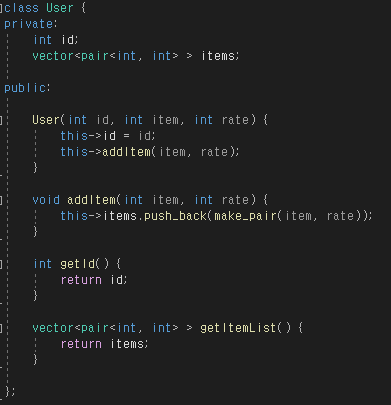 class User {
private:
    int id;
    vector<pair<int, int> > items;
public:
    User(int id, int item, int rate) {
        this->id = id;
        this->addItem(item, rate);
    }
    void addItem(int item, int rate) {
        this->items.push_back(make_pair(item, rate));
    }
    int getId() {
        return id;
    }
    vector<pair<int, int> > getItemList() {
        return items;
    }
};